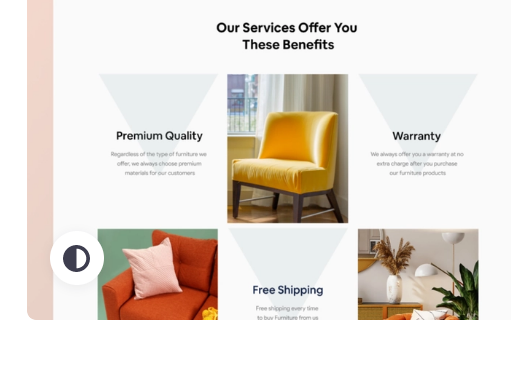 Our Services Offer You
These Benefits
Premium Quality
Regardless of the type of furniture we
offer, we always choose premium
materials for our customers
Warranty
We always offer you a warranty at no
extra charge after you purchase
our furniture products
Free Shipping
Free shipping every time
to buy Furniture from us